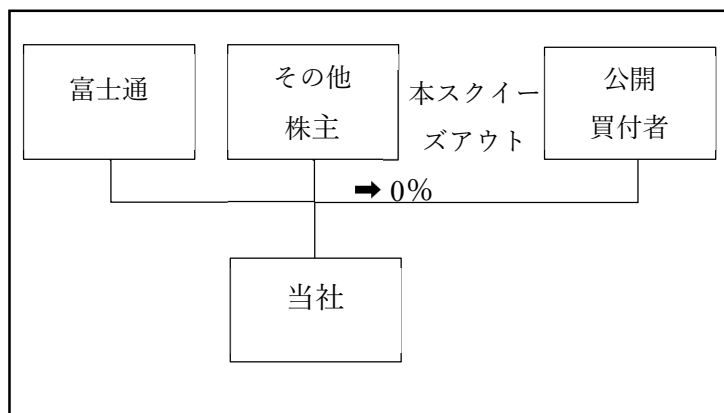 富士通
その他
株主
本スクイー
ズアウト
公開
買付者
➡ 0%
当社